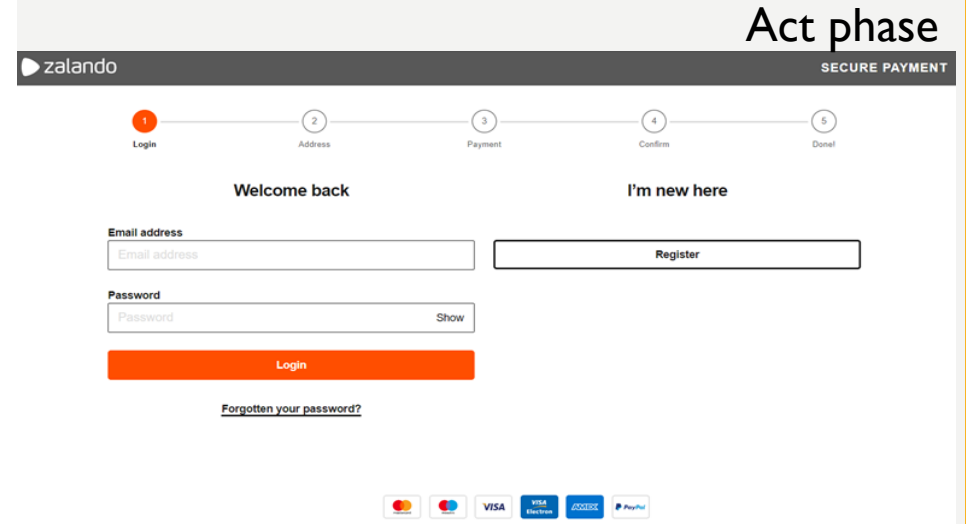 Act phase
zalando
SECURE PAYMENT
1
2
3
4
5
Login
Address
Payment
Confirm
Done!
Welcome back
I'm new here
Email address
Email address
Register
Password
Password
Show
Login
Forgotten your password?
VISA
VISA
Electron
AMEX
PayPal